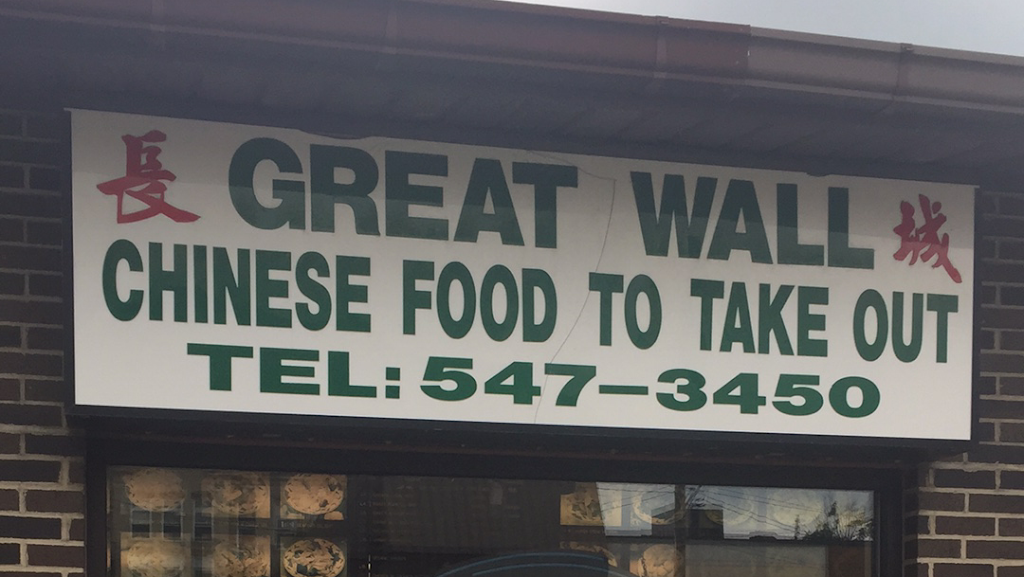 長 GREAT WALL 城
CHINESE FOOD TO TAKE OUT
TEL: 547-3450